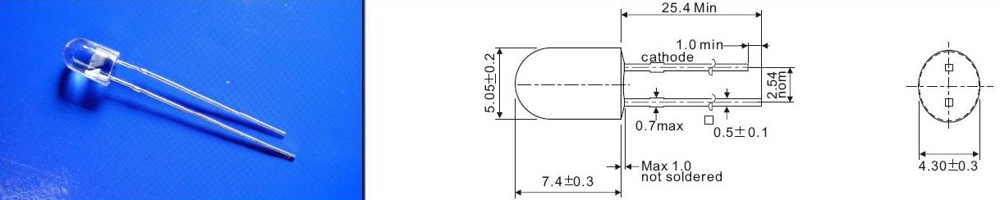 25.4 Min
1.0 min
cathode
5.05±0.2
2.54
nom
0.7max
0.5±0.1
Max 1.0
not soldered
7.4±0.3
4.30±0.3